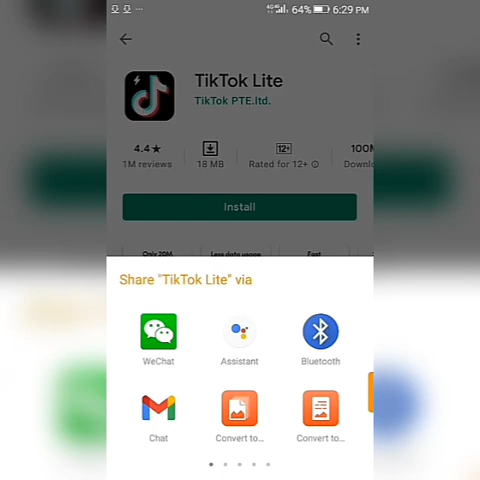 64% 6:29 PM
TikTok Lite
TikTok PTE.ltd.
4.4★ 12+ 100M
1M reviews 18 MB Rated for 12+ Downlo
Install
Only 20M Less data usage Fast
Share "TikTok Lite" via
WeChat Assistant Bluetooth
Chat Convert to... Convert to...